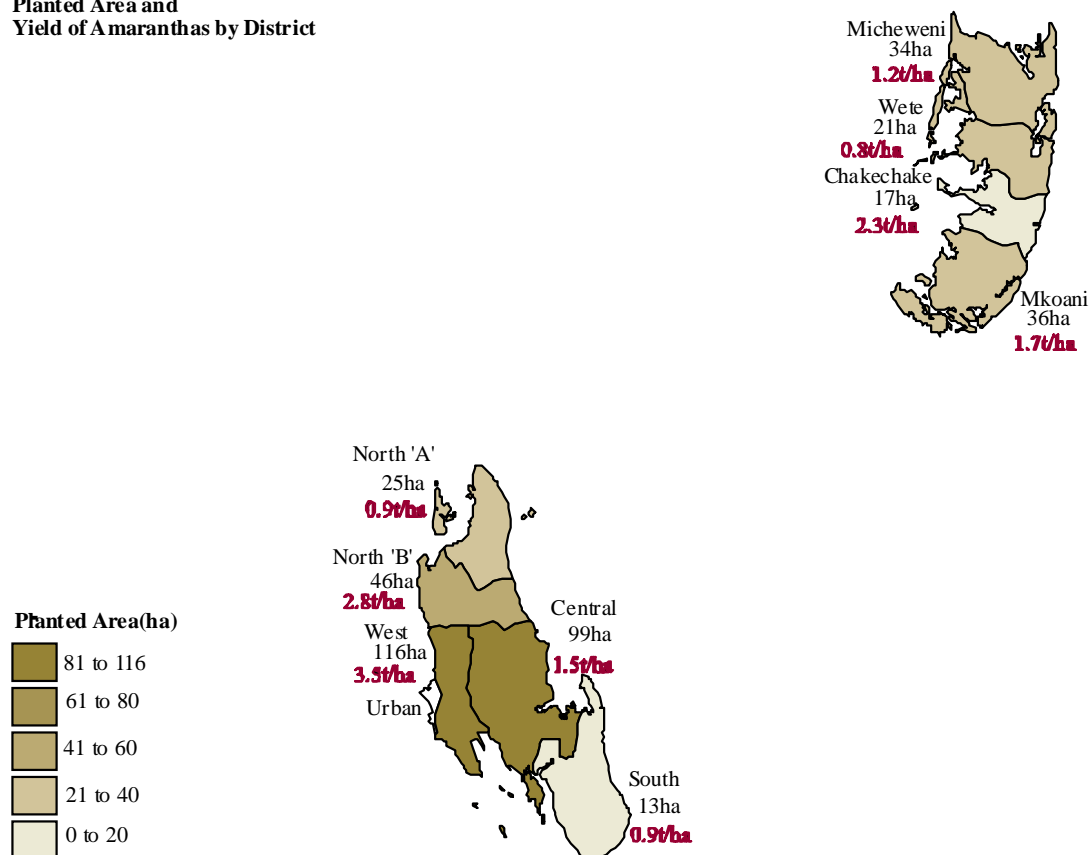 Planted Area and
Yield of Amaranthas by District
Micheweni
34ha
1.2t/ha
Wete
21ha
0.8t/ha
Chakechake
17ha
2.3t/ha
Mkoani
36ha
1.7t/ha
North 'A'
25ha
0.9t/ha
North 'B'
46ha
2.8t/ha
West
116ha
3.5t/ha
Urban
Central
99ha
1.5t/ha
South
13ha
0.9t/ha
Planted Area(ha)
81 to 116
61 to 80
41 to 60
21 to 40
0 to 20